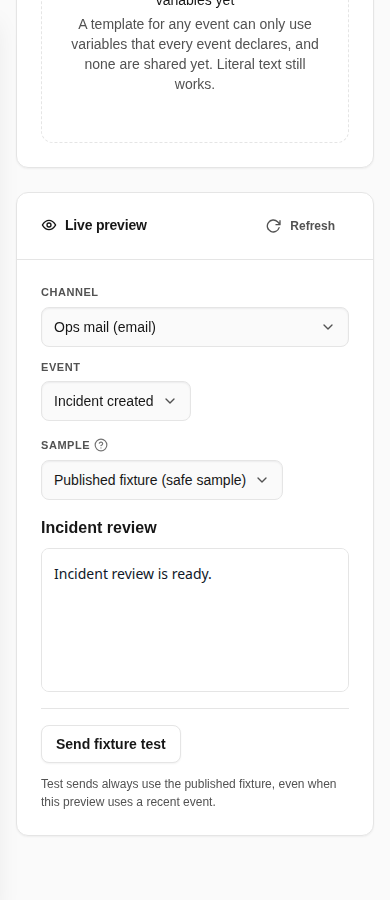 variables yet
A template for any event can only use
variables that every event declares, and
none are shared yet. Literal text still
works.
Live preview
Refresh
CHANNEL
Ops mail (email)
EVENT
Incident created
SAMPLE
Published fixture (safe sample)
Incident review
Incident review is ready.
Send fixture test
Test sends always use the published fixture, even when
this preview uses a recent event.